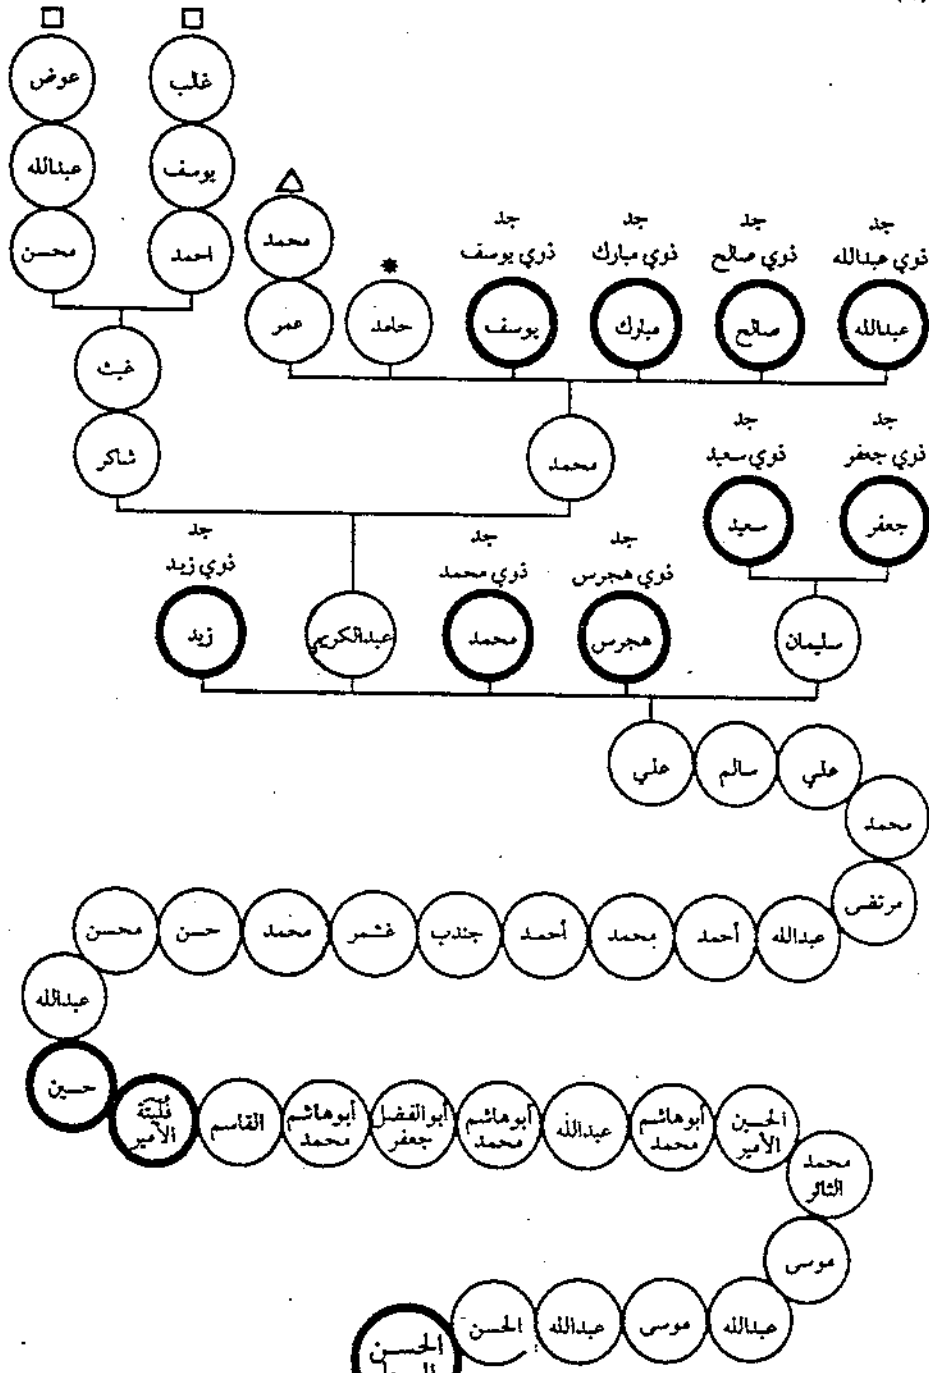 عوض
غالب
عبدالله
يوسف
محسن
احمد
غيث
شاكر
محمد
عمر
حامد
جد
ذوي يوسف
يوسف
جد
ذوي مبارك
مبارك
جد
ذوي صالح
صالح
جد
ذوي عبدالله
عبدالله
محمد
جد
ذوي سعيد
سعيد
جد
ذوي جعفر
جعفر
جد
ذوي زيد
زيد
عبدالكريم
جد
ذوي محمد
محمد
جد
ذوي هجرس
هجرس
سليمان
علي
سالم
علي
محمد
مرتضى
عبدالله
أحمد
محمد
أحمد
جندب
غشمر
محمد
حسن
محسن
عبدالله
حسين
فليتة
الأمير
القاسم
أبوهاشم
محمد
أبوالفضل
جعفر
أبوهاشم
محمد
عبدالله
أبوهاشم
محمد
الحسين
الأمير
محمد
الثائر
موسى
عبدالله
موسى
عبدالله
الحسن
الحسن